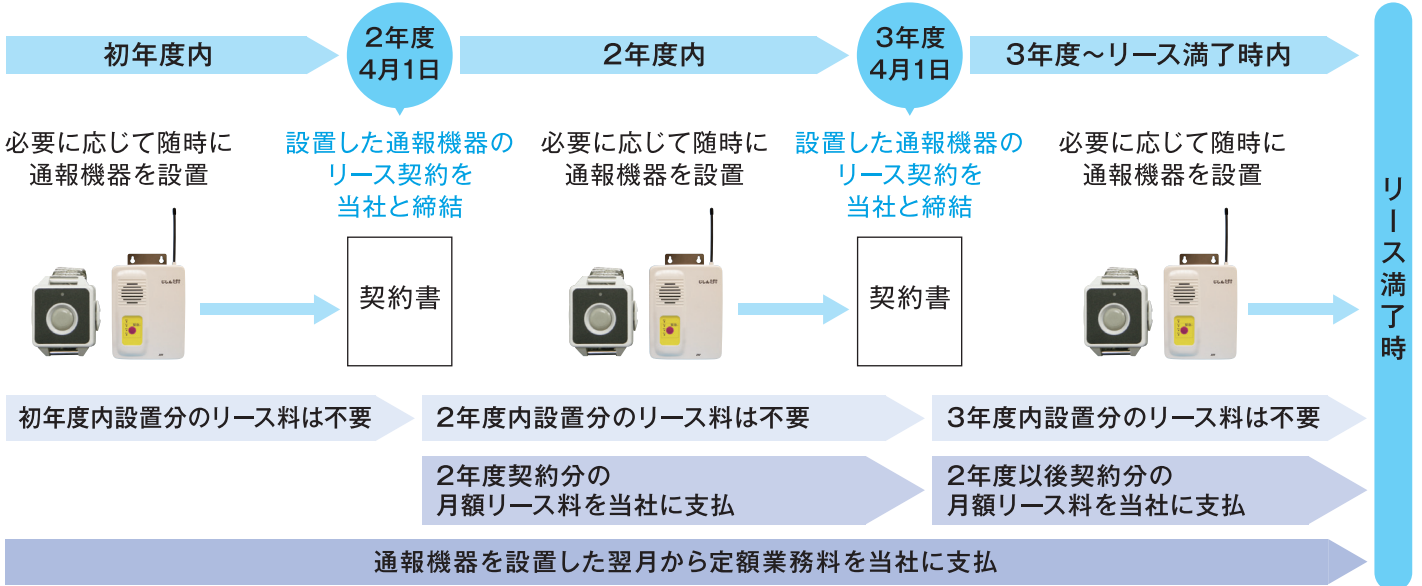 初年度内
2年度
4月1日
2年度内
3年度
4月1日
3年度～リース満了時内
必要に応じて随時に
通報機器を設置
設置した通報機器の
リース契約を
当社と締結
必要に応じて随時に
通報機器を設置
設置した通報機器の
リース契約を
当社と締結
必要に応じて随時に
通報機器を設置
契約書
契約書
リース満了時
初年度内設置分のリース料は不要
2年度内設置分のリース料は不要
3年度内設置分のリース料は不要
2年度契約分の
月額リース料を当社に支払
2年度以後契約分の
月額リース料を当社に支払
通報機器を設置した翌月から定額業務料を当社に支払